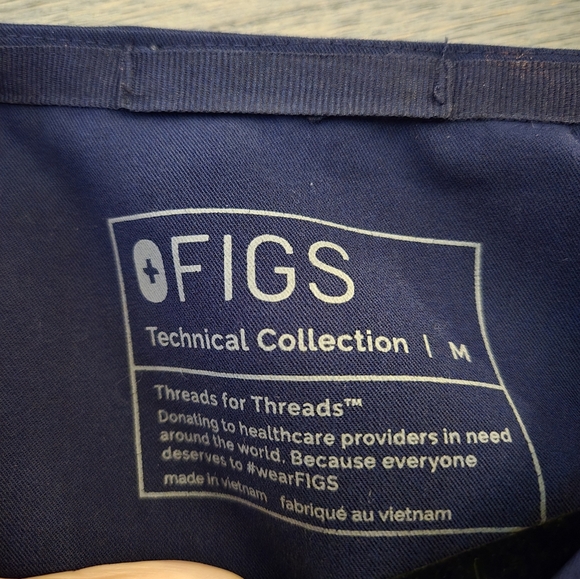 FIGS
Technical Collection | M
Threads for Threads™
Donating to healthcare providers in need
around the world. Because everyone
deserves to #wearFIGS
made in vietnam fabriqué au vietnam